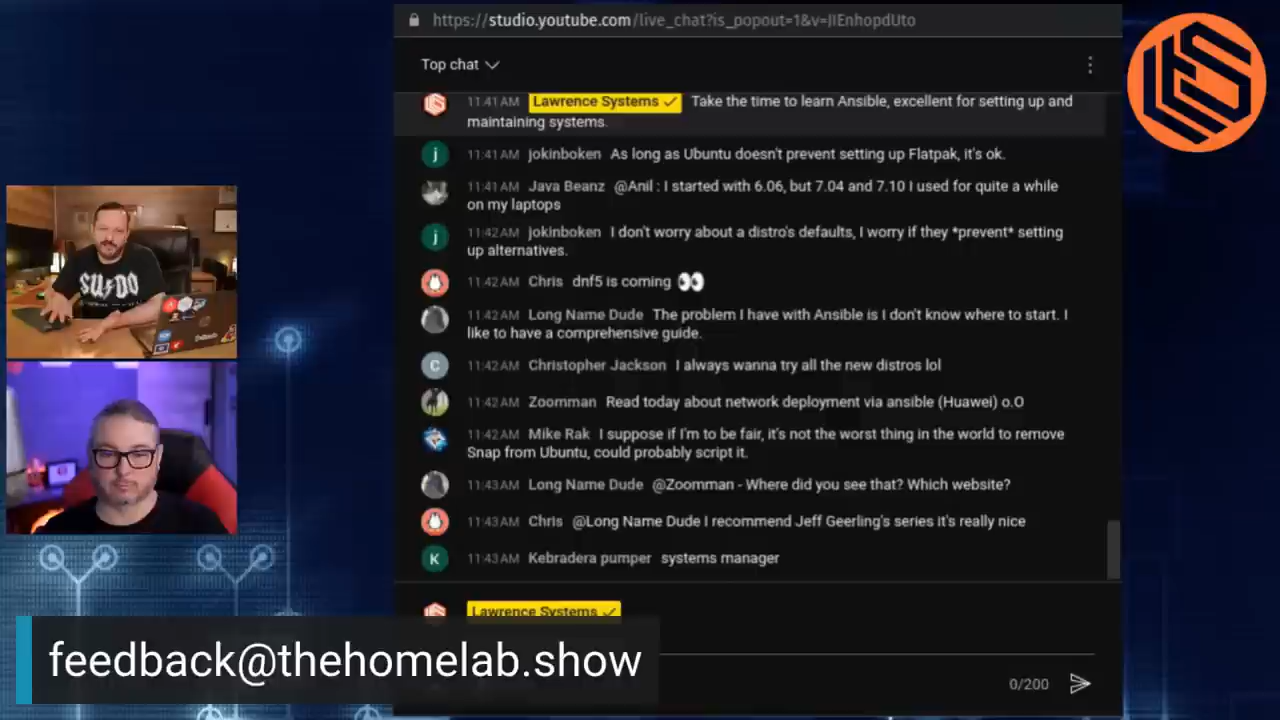 https://studio.youtube.com/live_chat?is_popout=1&v=JIEnhopdUto
Top chat
11:41 AM Lawrence Systems Take the time to learn Ansible, excellent for setting up and
maintaining systems.
11:41 AM jokinboken As long as Ubuntu doesn't prevent setting up Flatpak, it's ok.
11:41 AM Java Beanz @Anil : I started with 6.06, but 7.04 and 7.10 I used for quite a while
on my laptops
11:42 AM jokinboken I don't worry about a distro's defaults, I worry if they *prevent* setting
up alternatives.
11:42 AM Chris dnf5 is coming 👀
11:42 AM Long Name Dude The problem I have with Ansible is I don't know where to start. I
like to have a comprehensive guide.
11:42 AM Christopher Jackson I always wanna try all the new distros lol
11:42 AM Zoomman Read today about network deployment via ansible (Huawei) o.O
11:42 AM Mike Rak I suppose if I'm to be fair, it's not the worst thing in the world to remove
Snap from Ubuntu, could probably script it.
11:43 AM Long Name Dude @Zoomman - Where did you see that? Which website?
11:43 AM Chris @Long Name Dude I recommend Jeff Geerling's series it's really nice
11:43 AM Kebradera pumper systems manager
Lawrence Systems
0/200
feedback@thehomelab.show
SUDO